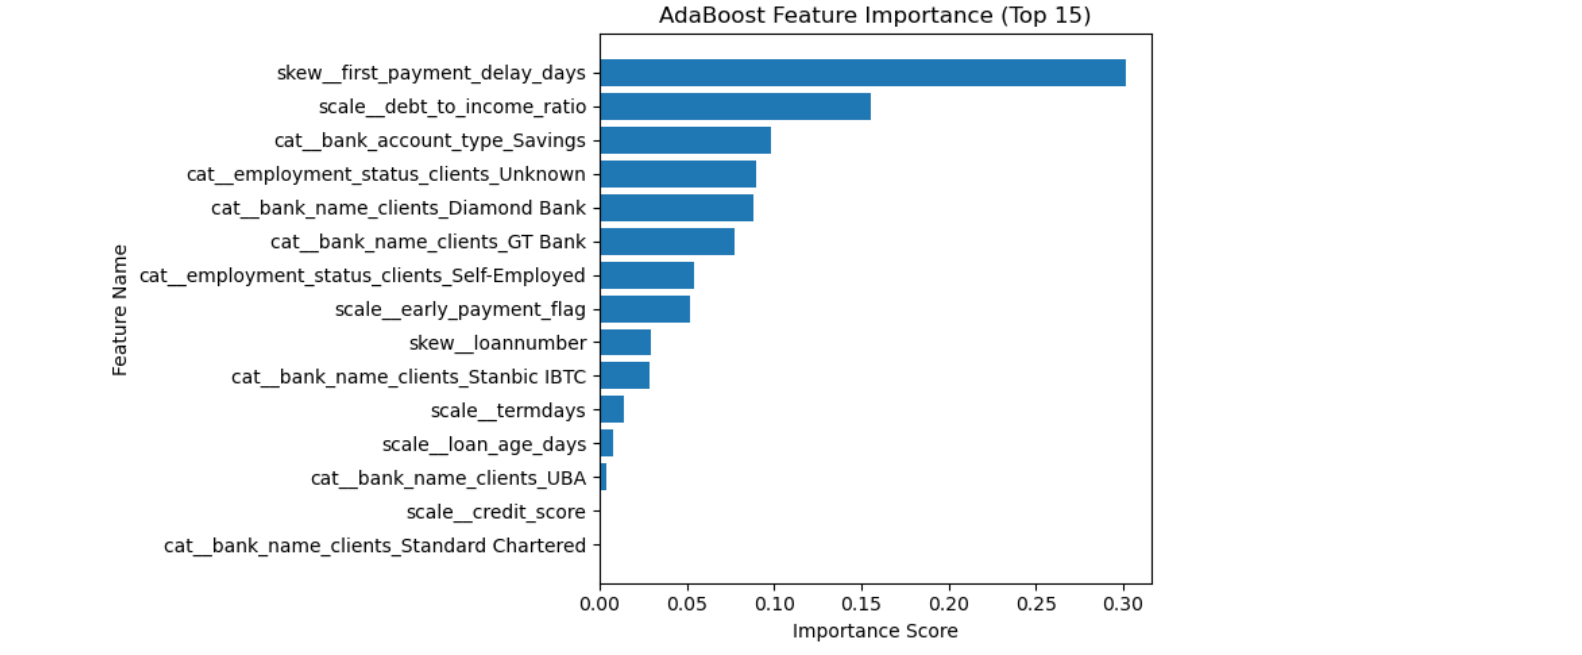 AdaBoost Feature Importance (Top 15)
Feature Name
skew__first_payment_delay_days
scale__debt_to_income_ratio
cat__bank_account_type_Savings
cat__employment_status_clients_Unknown
cat__bank_name_clients_Diamond Bank
cat__bank_name_clients_GT Bank
cat__employment_status_clients_Self-Employed
scale__early_payment_flag
skew__loannumber
cat__bank_name_clients_Stanbic IBTC
scale__termdays
scale__loan_age_days
cat__bank_name_clients_UBA
scale__credit_score
cat__bank_name_clients_Standard Chartered
0.00 0.05 0.10 0.15 0.20 0.25 0.30
Importance Score